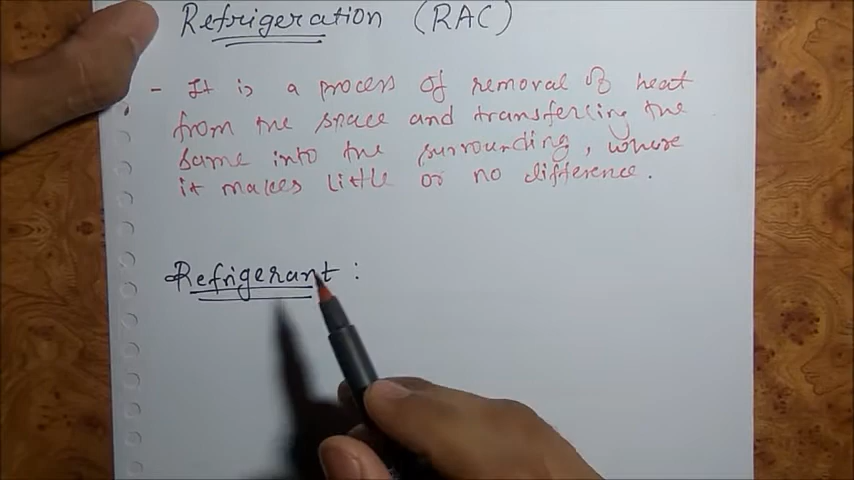 Refrigeration (RAC)
- It is a process of removal of heat
from the space and transferring the
same into the surrounding, where
it makes little or no difference.
Refrigerant :